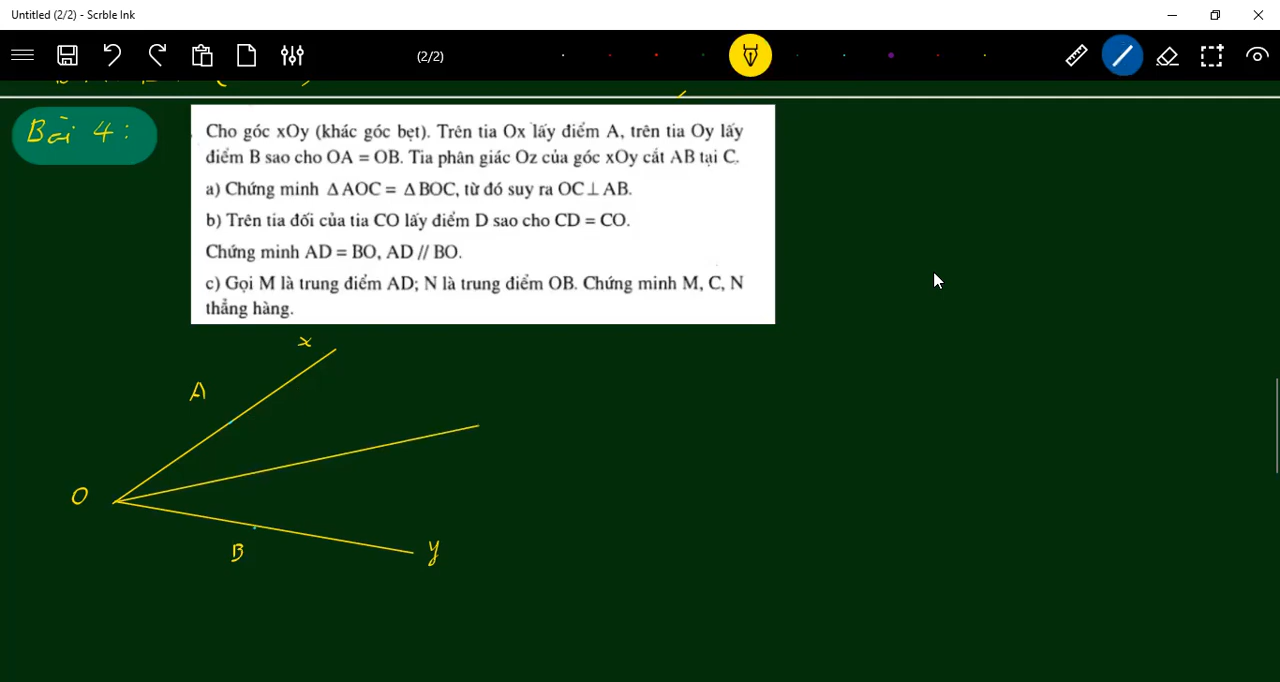 Untitled (2/2) - Scrble Ink
(2/2)
Bài 4:
Cho góc xOy (khác góc bẹt). Trên tia Ox lấy điểm A, trên tia Oy lấy
điểm B sao cho OA = OB. Tia phân giác Oz của góc xOy cắt AB tại C.
a) Chứng minh Δ AOC = Δ BOC, từ đó suy ra OC ⊥ AB.
b) Trên tia đối của tia CO lấy điểm D sao cho CD = CO.
Chứng minh AD = BO, AD // BO.
c) Gọi M là trung điểm AD; N là trung điểm OB. Chứng minh M, C, N
thẳng hàng.
x
A
O
B
y